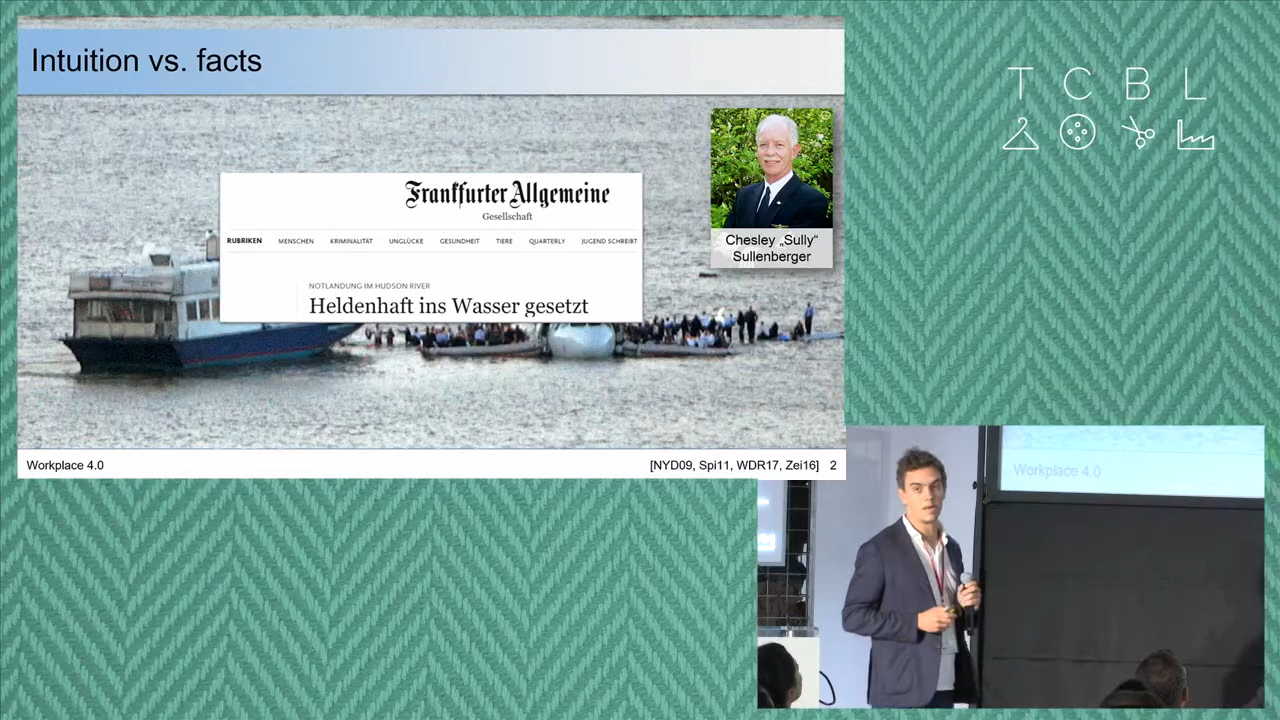 Intuition vs. facts
T C B L
Frankfurter Allgemeine
Gesellschaft
RUBRIKEN MENSCHEN KRIMINALITÄT UNGLÜCKE GESUNDHEIT TIERE QUARTERLY JUGEND SCHREIBT
NOTLANDUNG IM HUDSON RIVER
Heldenhaft ins Wasser gesetzt
Chesley „Sully“
Sullenberger
Workplace 4.0
[NYD09, Spi11, WDR17, Zei16] 2
Workplace 4.0